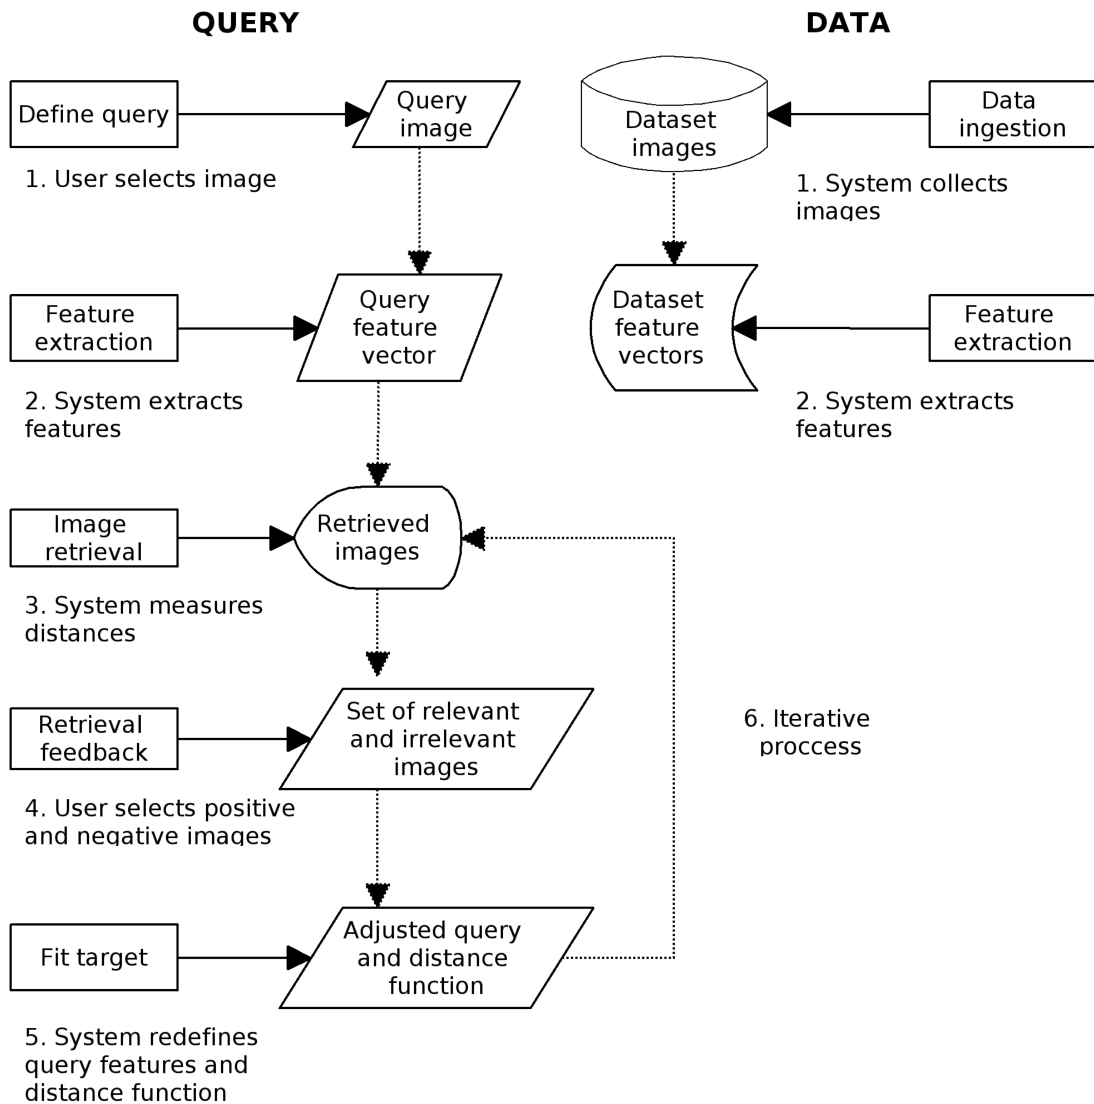 QUERY
DATA
Define query
Query
image
Dataset
images
Data
ingestion
1. User selects image
1. System collects
images
Feature
extraction
Query
feature
vector
Dataset
feature
vectors
Feature
extraction
2. System extracts
features
2. System extracts
features
Image
retrieval
Retrieved
images
3. System measures
distances
Retrieval
feedback
Set of relevant
and irrelevant
images
6. Iterative
proccess
4. User selects positive
and negative images
Fit target
Adjusted query
and distance
function
5. System redefines
query features and
distance function